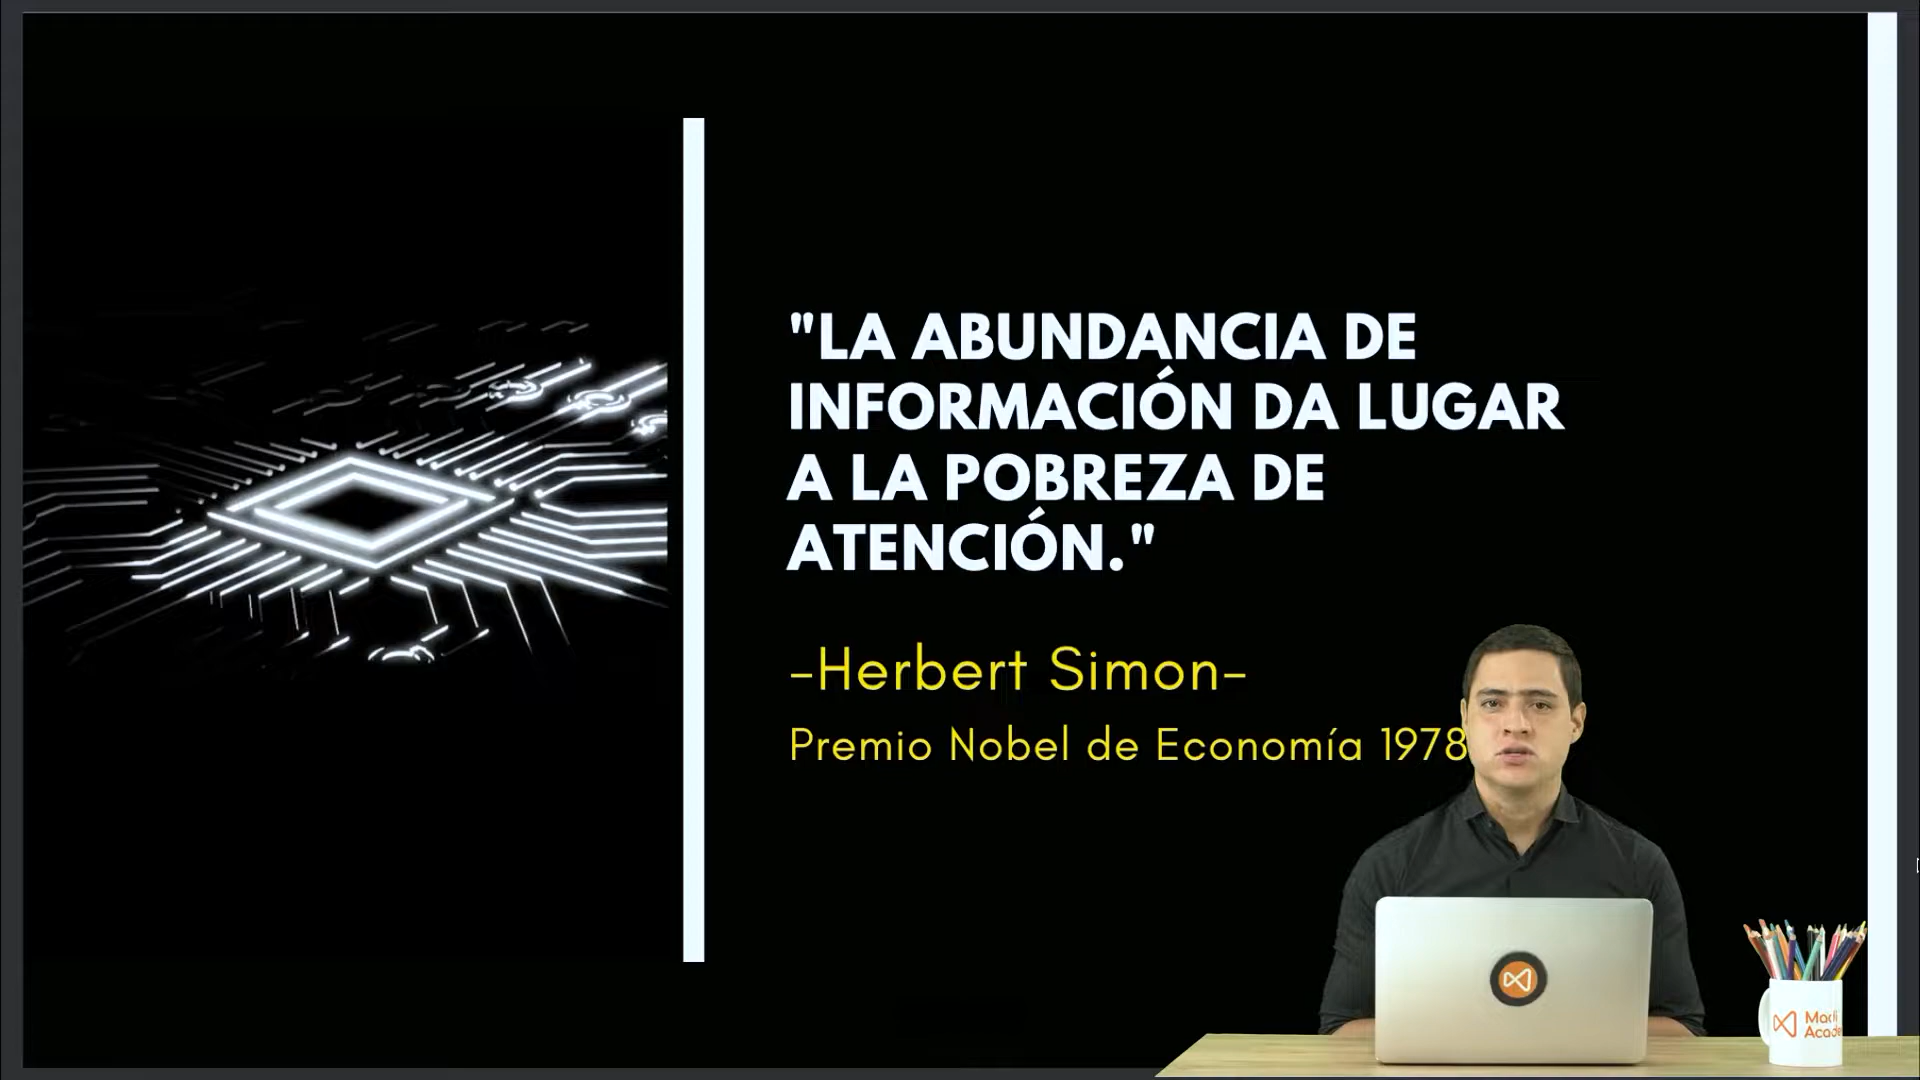 "LA ABUNDANCIA DE
INFORMACIÓN DA LUGAR
A LA POBREZA DE
ATENCIÓN."
-Herbert Simon-
Premio Nobel de Economía 1978